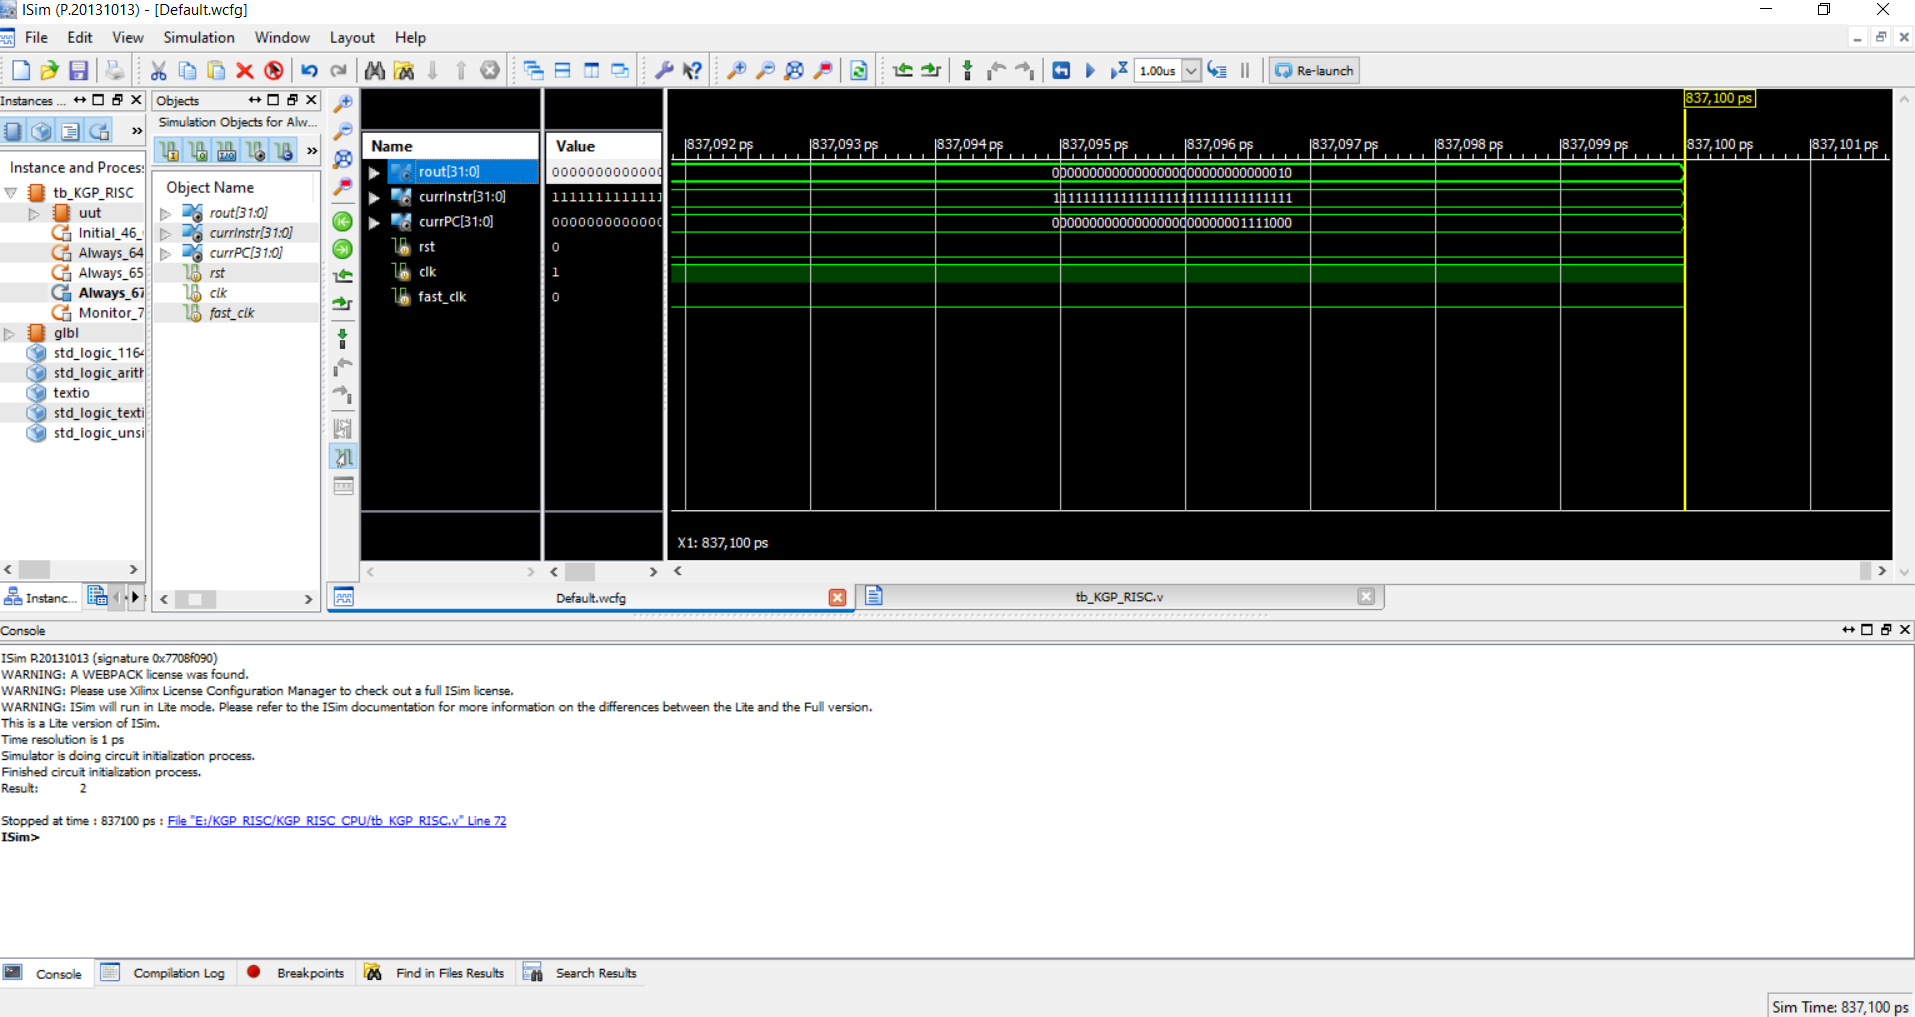 ISim (P.20131013) - [Default.wcfg]
File Edit View Simulation Window Layout Help
1.00us
Re-launch
Instances ...
Objects
Simulation Objects for Alw...
Instance and Process
tb_KGP_RISC
uut
Initial_46_
Always_64
Always_65
Always_67
Monitor_7
glbl
std_logic_116
std_logic_arith
textio
std_logic_texti
std_logic_unsi
Object Name
rout[31:0]
currInstr[31:0]
currPC[31:0]
rst
clk
fast_clk
Name Value
rout[31:0] 0000000000000
currInstr[31:0] 1111111111111
currPC[31:0] 0000000000000
rst 0
clk 1
fast_clk 0
837,100 ps
837,092 ps 837,093 ps 837,094 ps 837,095 ps 837,096 ps 837,097 ps 837,098 ps 837,099 ps 837,100 ps 837,101 ps
00000000000000000000000000000010
11111111111111111111111111111111
00000000000000000000000001111000
X1: 837,100 ps
Instanc...
Default.wcfg
tb_KGP_RISC.v
Console
ISim P.20131013 (signature 0x7708f090)
WARNING: A WEBPACK license was found.
WARNING: Please use Xilinx License Configuration Manager to check out a full ISim license.
WARNING: ISim will run in Lite mode. Please refer to the ISim documentation for more information on the differences between the Lite and the Full version.
This is a Lite version of ISim.
Time resolution is 1 ps
Simulator is doing circuit initialization process.
Finished circuit initialization process.
Result: 2
Stopped at time : 837100 ps : File "E:/KGP_RISC/KGP_RISC_CPU/tb_KGP_RISC.v" Line 72
ISim>
Console Compilation Log Breakpoints Find in Files Results Search Results
Sim Time: 837,100 ps